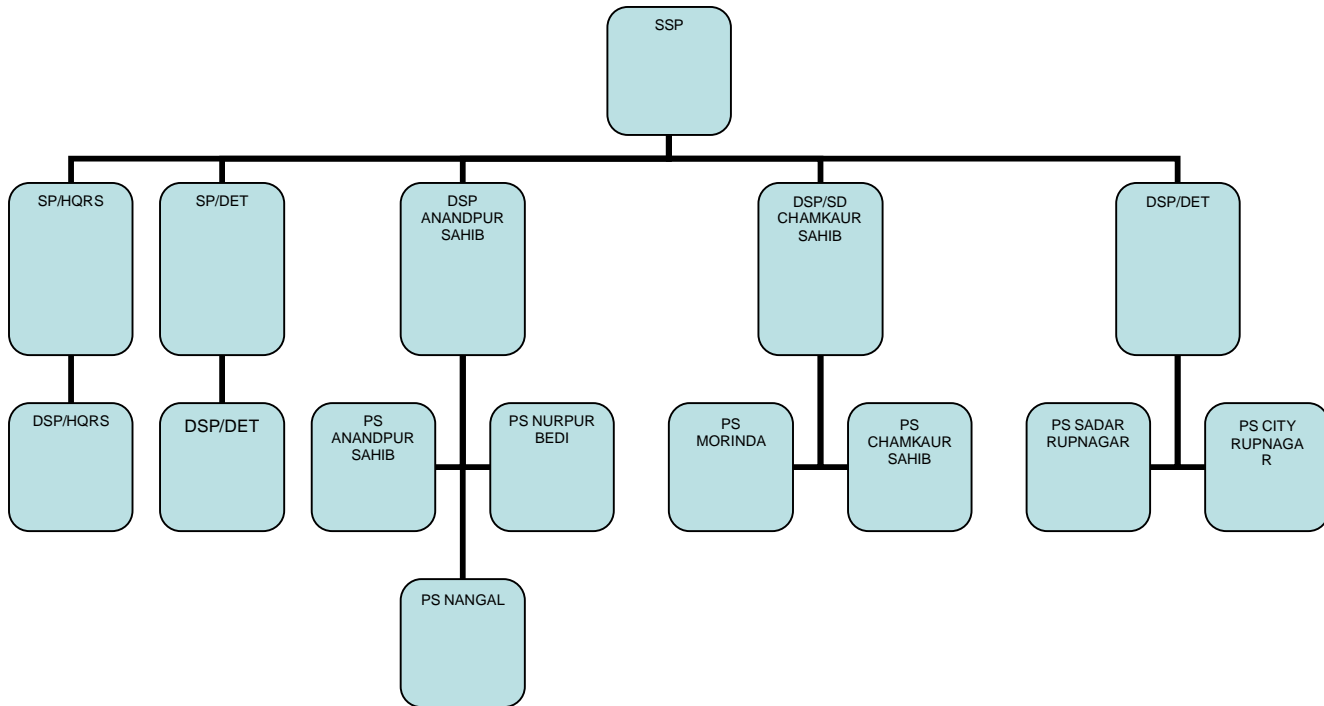 SSP
SP/HQRS
SP/DET
DSP
ANANDPUR
SAHIB
DSP/SD
CHAMKAUR
SAHIB
DSP/DET
DSP/HQRS
DSP/DET
PS
ANANDPUR
SAHIB
PS NURPUR
BEDI
PS
MORINDA
PS
CHAMKAUR
SAHIB
PS SADAR
RUPNAGAR
PS CITY
RUPNAGA
R
PS NANGAL